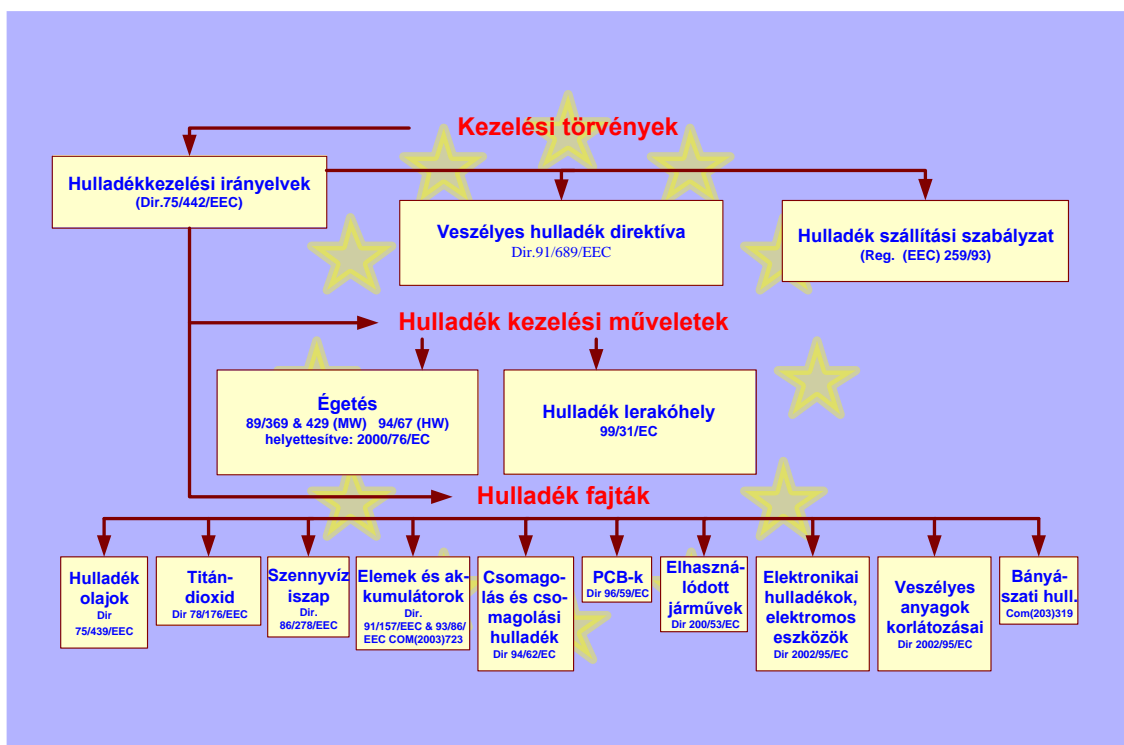 Kezelési törvények
Hulladékkezelési irányelvek
(Dir.75/442/EEC)
Veszélyes hulladék direktíva
Dir.91/689/EEC
Hulladék szállítási szabályzat
(Reg. (EEC) 259/93)
Hulladék kezelési műveletek
Égetés
89/369 & 429 (MW) 94/67 (HW)
helyettesítve: 2000/76/EC
Hulladék lerakóhely
99/31/EC
Hulladék fajták
Hulladék
olajok
Dir
75/439/EEC
Titán-
dioxid
Dir 78/176/EEC
Szennyvíz
iszap
Dir.
86/278/EEC
Elemek és ak-
kumulátorok
Dir.
91/157/EEC & 93/86/
EEC COM(2003)723
Csomago-
lás és cso-
magolási
hulladék
Dir 94/62/EC
PCB-k
Dir 96/59/EC
Elhaszná-
lódott
járművek
Dir 200/53/EC
Elektronikai
hulladékok,
elektromos
eszközök
Dir 2002/95/EC
Veszélyes
anyagok
korlátozásai
Dir 2002/95/EC
Bányá-
szati hull.
Com(203)319